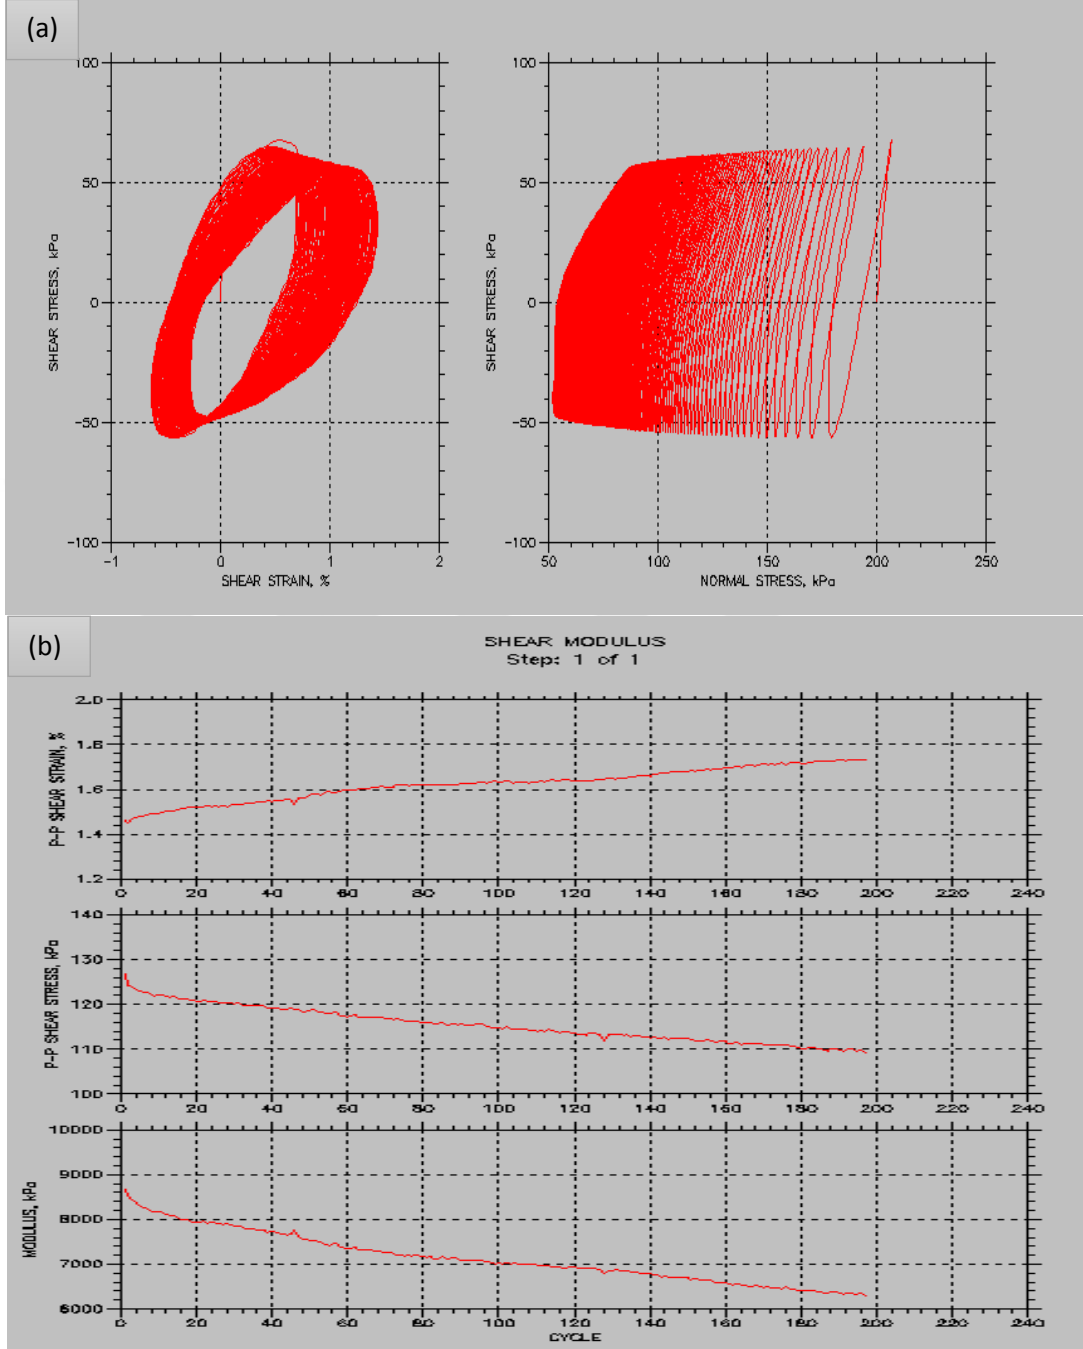 (a)
100
50
0
-50
-100
SHEAR STRESS, kPa
-1 0 1 2
SHEAR STRAIN, %
100
50
0
-50
-100
SHEAR STRESS, kPa
50 100 150 200 250
NORMAL STRESS, kPa
(b)
SHEAR MODULUS
Step: 1 of 1
2.0
1.8
1.6
1.4
1.2
P-P SHEAR STRAIN, %
0 20 40 60 80 100 120 140 160 180 200 220 240
140
130
120
110
100
P-P SHEAR STRESS, kPa
0 20 40 60 80 100 120 140 160 180 200 220 240
10000
9000
8000
7000
6000
MODULUS, kPa
0 20 40 60 80 100 120 140 160 180 200 220 240
CYCLE